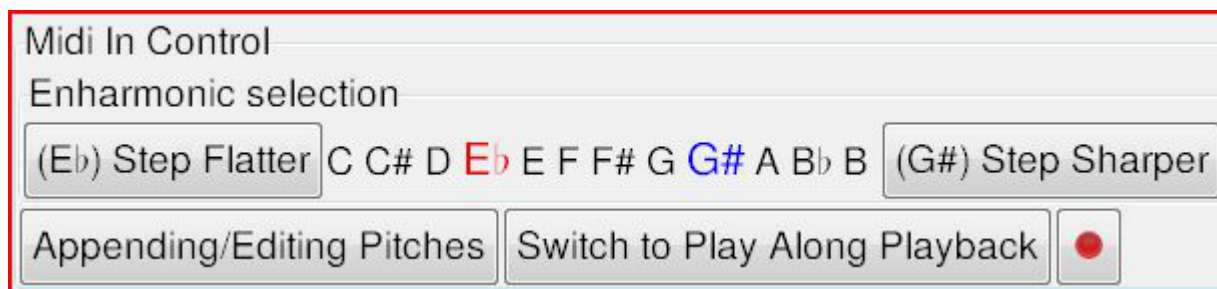 Midi In Control
Enharmonic selection
(E♭) Step Flatter C C# D E♭ E F F# G G# A B♭ B (G#) Step Sharper
Appending/Editing Pitches Switch to Play Along Playback